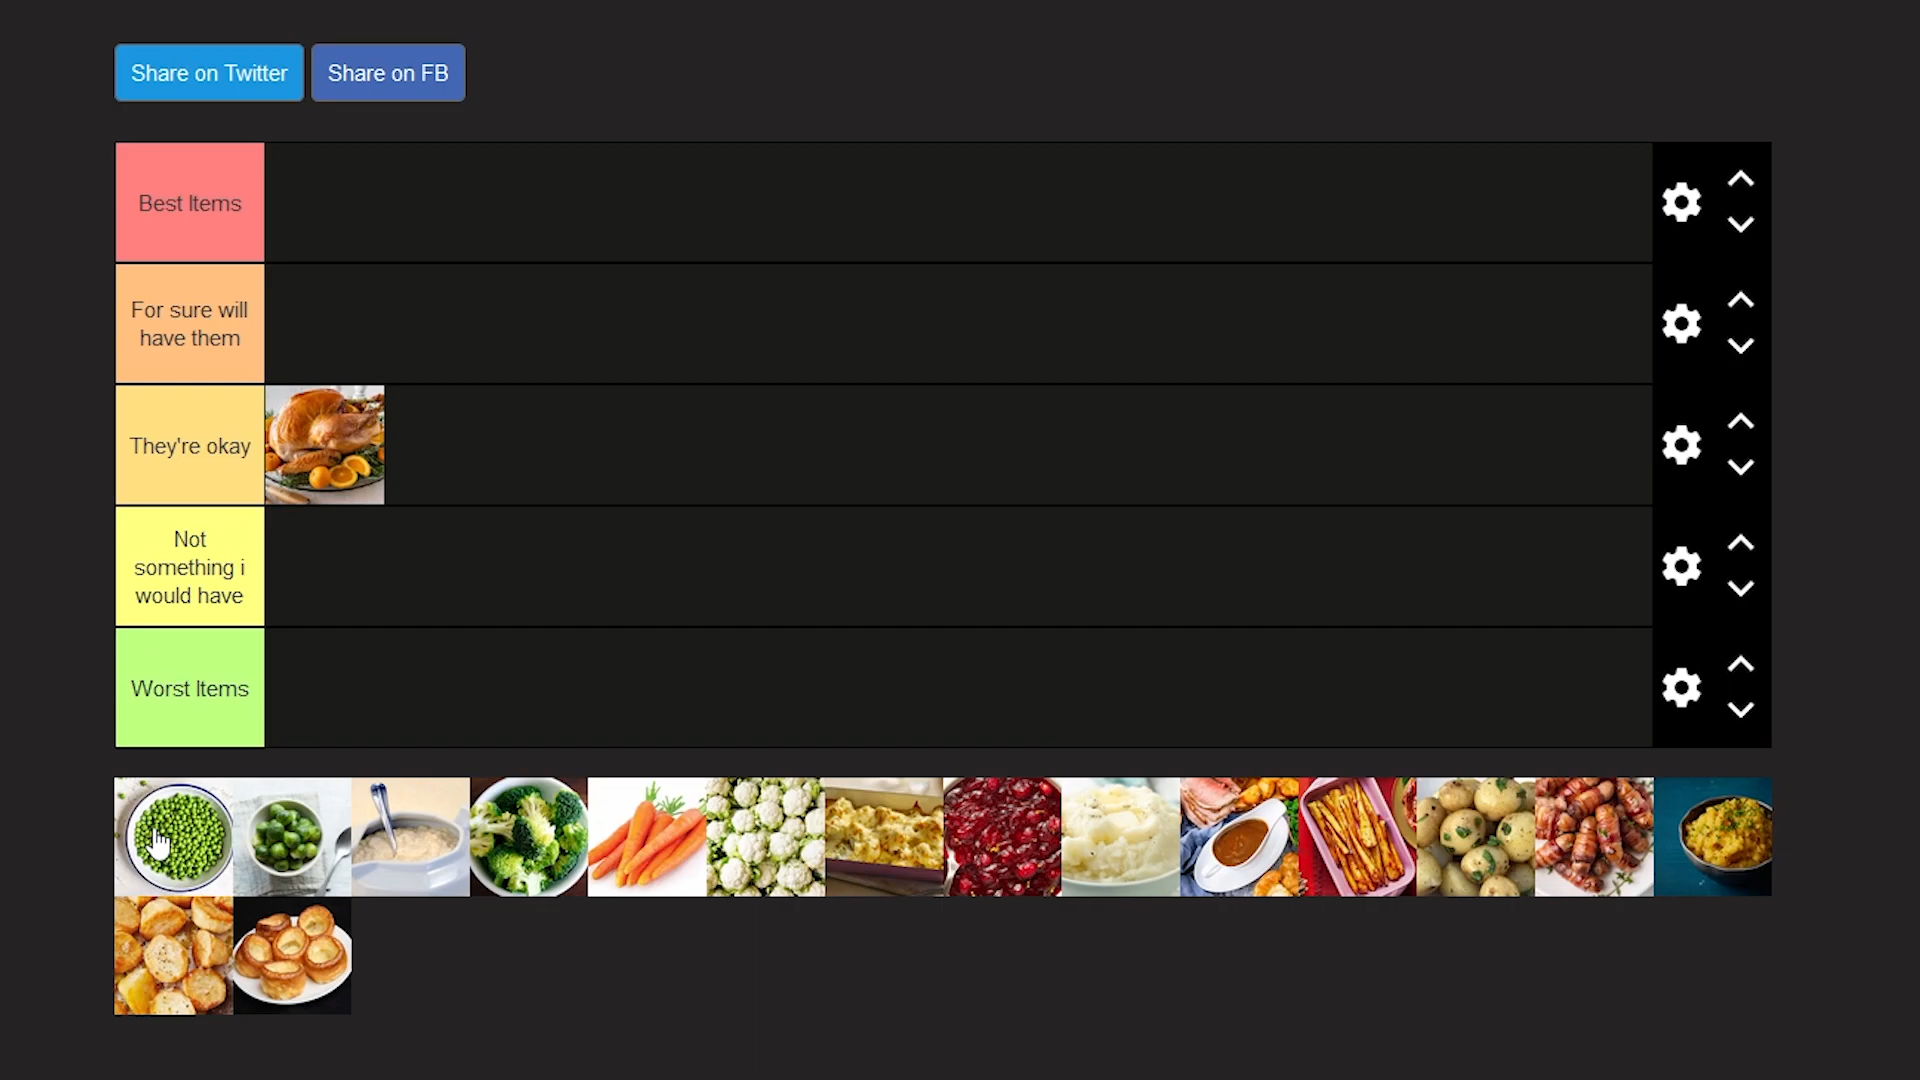 Share on Twitter Share on FB
Best Items
For sure will
have them
They're okay
Not
something i
would have
Worst Items